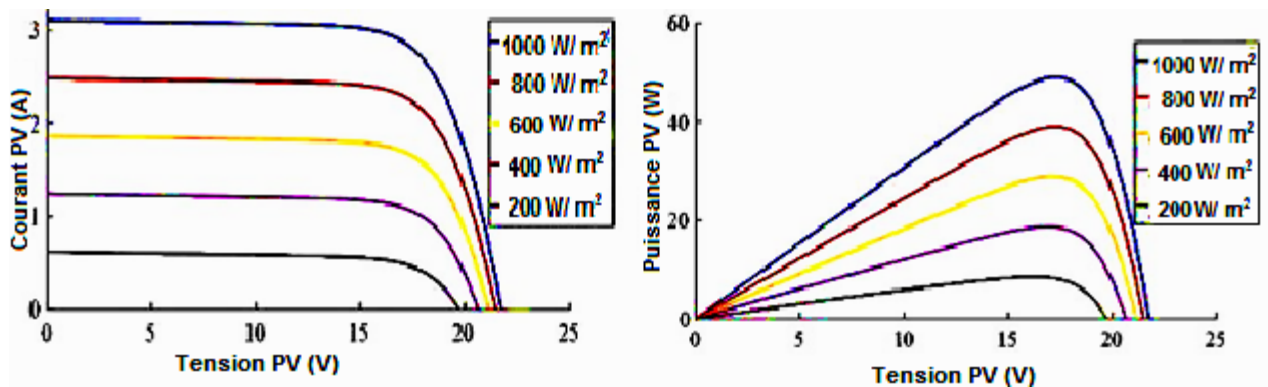 Courant PV (A)
3
2
1
0
0 5 10 15 20 25
Tension PV (V)
1000 W/ m²
800 W/ m²
600 W/ m²
400 W/ m²
200 W/ m²
Puissance PV (W)
60
40
20
0
0 5 10 15 20 25
Tension PV (V)
1000 W/ m²
800 W/ m²
600 W/ m²
400 W/ m²
200 W/ m²